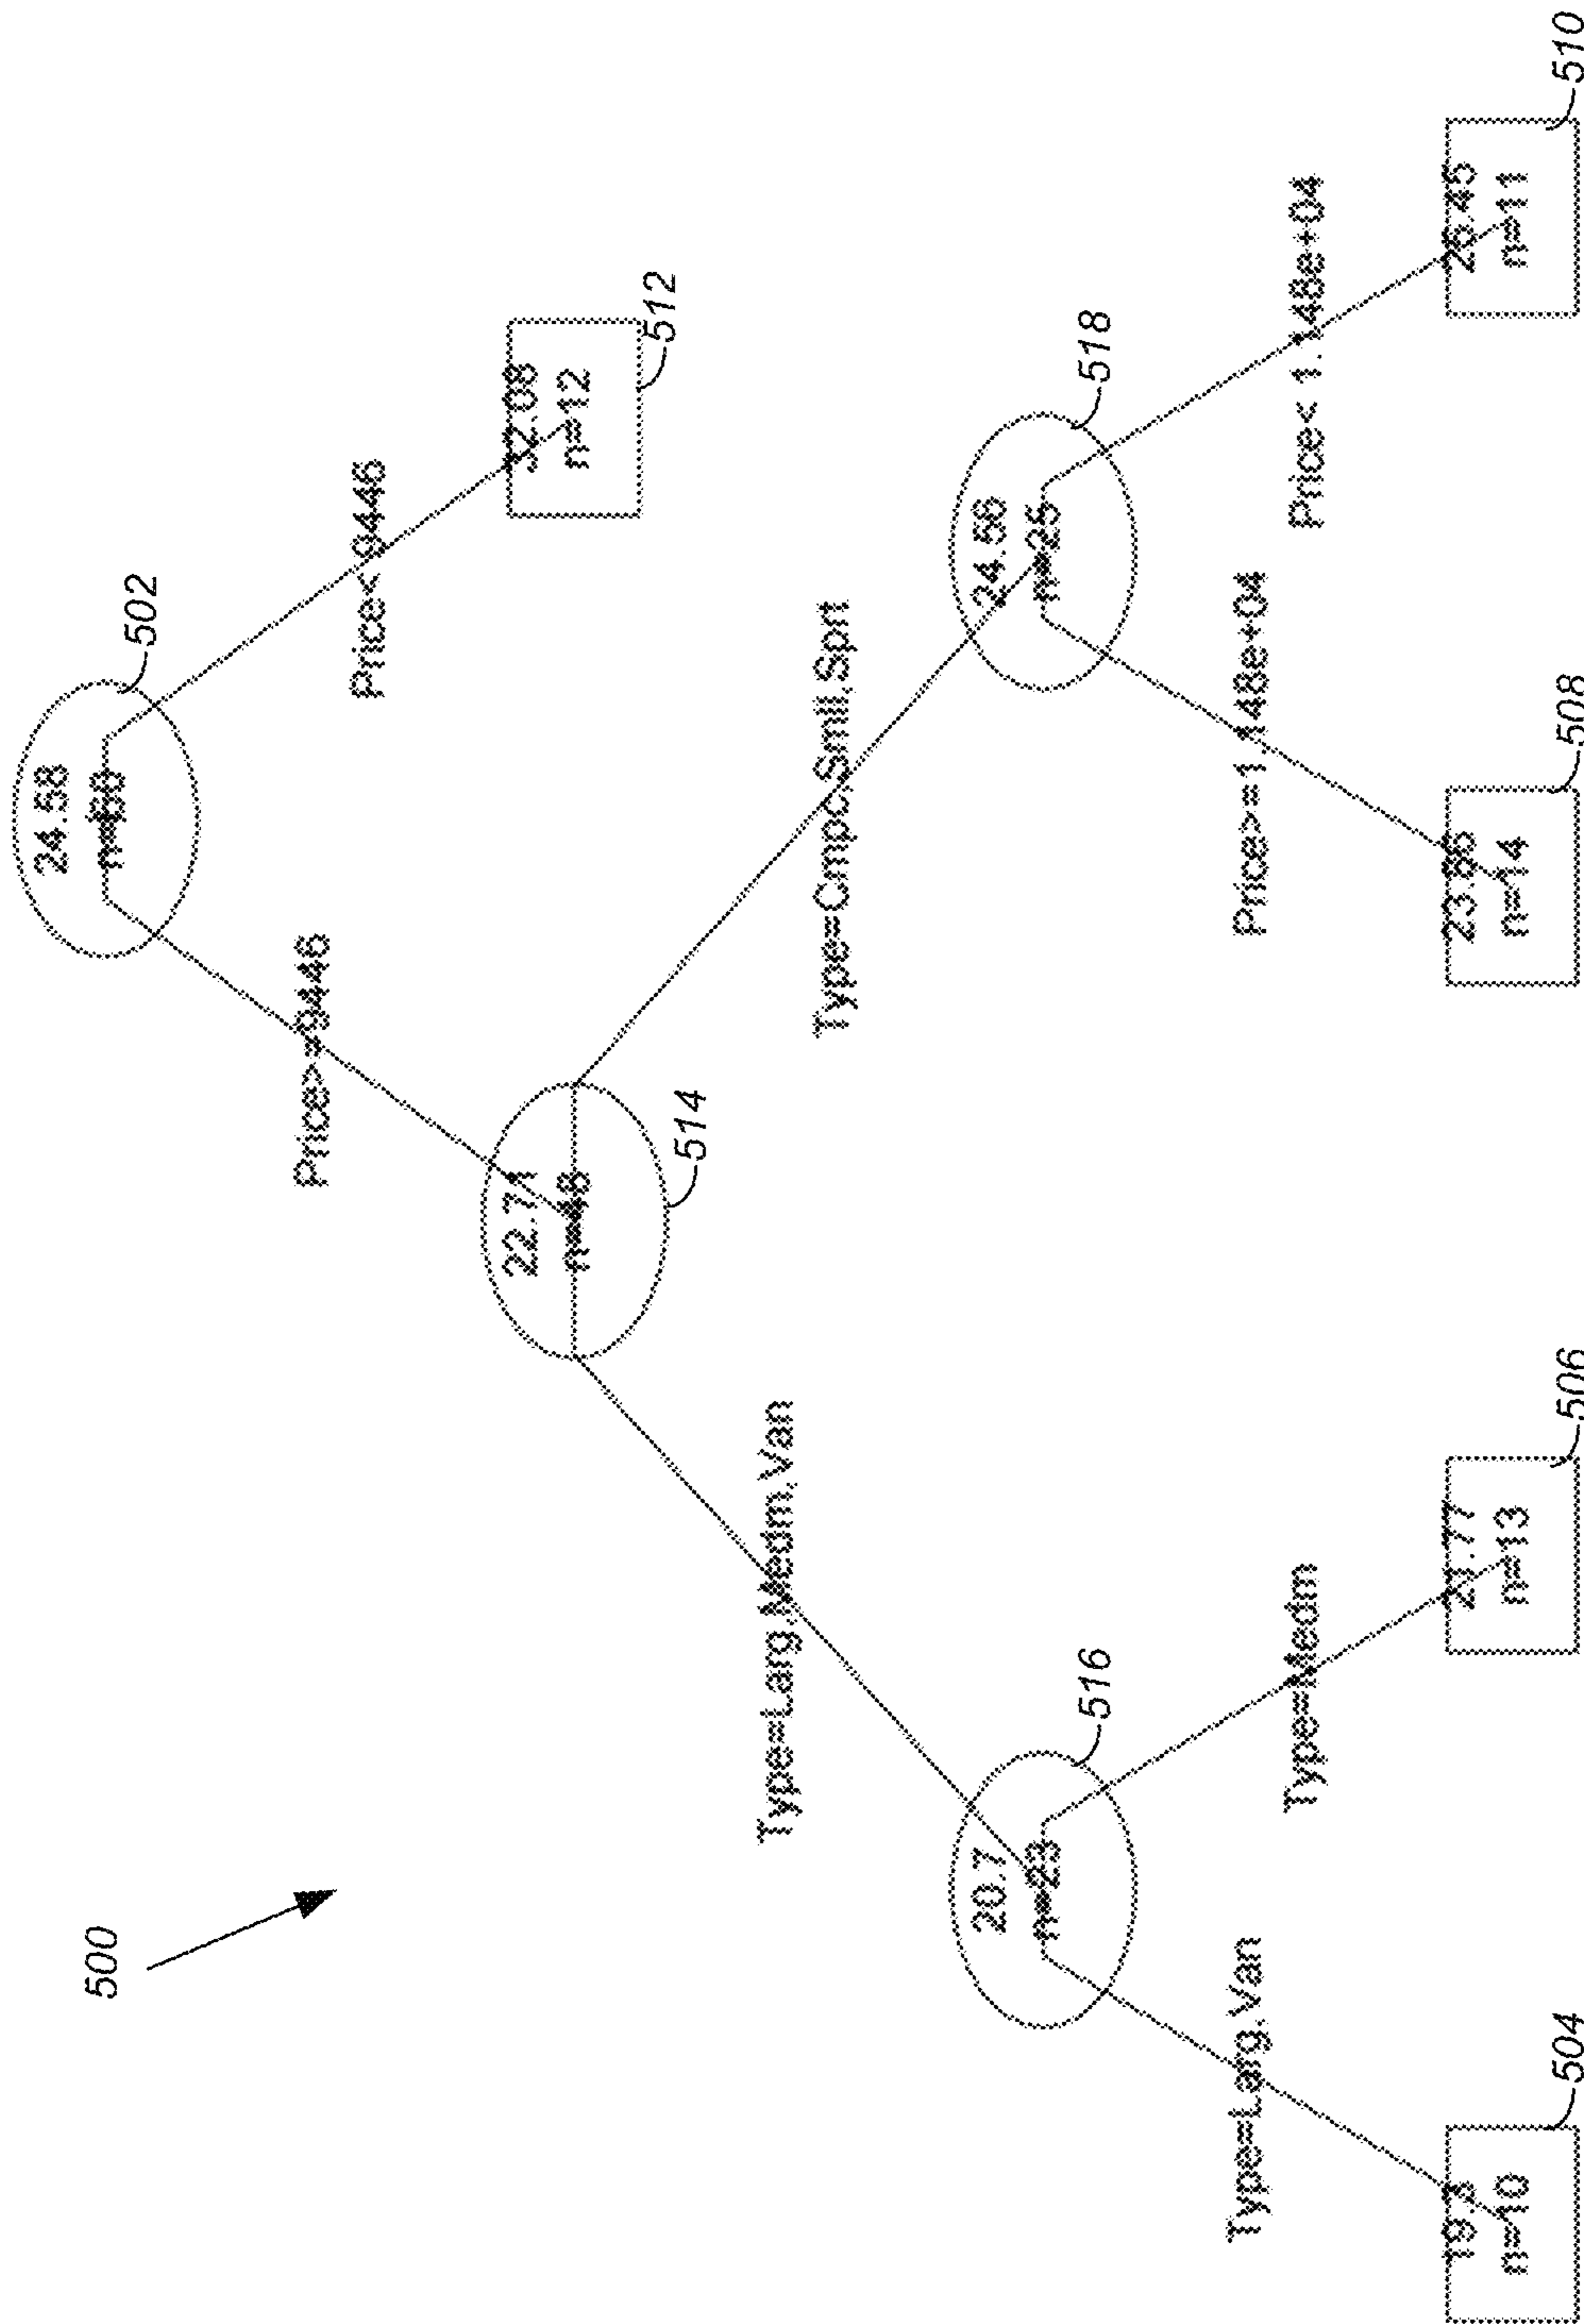 500
24.58
n=60
502
Price>=9446
Price< 9446
22.71
n=48
514
32.08
n=12
512
Type=Larg,Medm,Van
Type=Cmpc,Smll,Sprt
20.7
n=23
516
24.56
n=25
518
Type=Larg,Van
Type=Medm
Price>=1.148e+04
Price< 1.148e+04
19.3
n=10
504
21.77
n=13
506
23.86
n=14
508
25.45
n=11
510